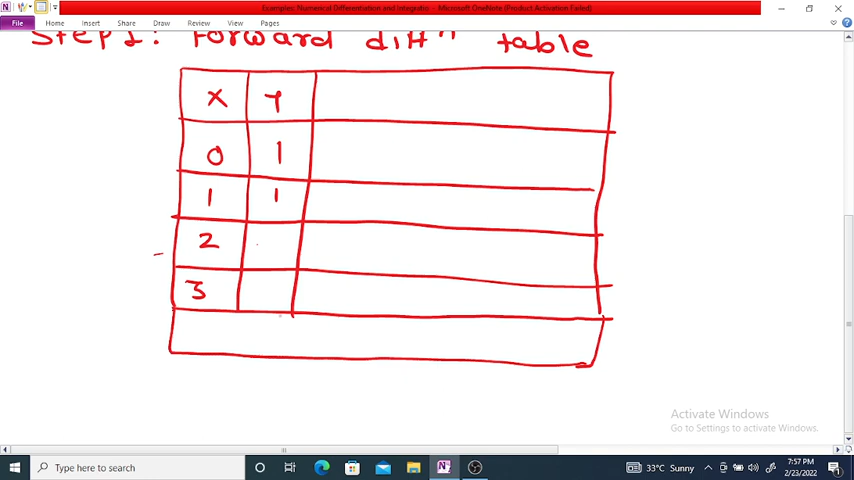 Examples: Numerical Differentiation and Integratio - Microsoft OneNote (Product Activation Failed)
File Home Insert Draw Share Review View Pages
Step 1: Forward diffn table
X Y
0 1
1 1
2
3
Activate Windows
Go to Settings to activate Windows.
Type here to search
33°C Sunny
7:57 PM
2/23/2022